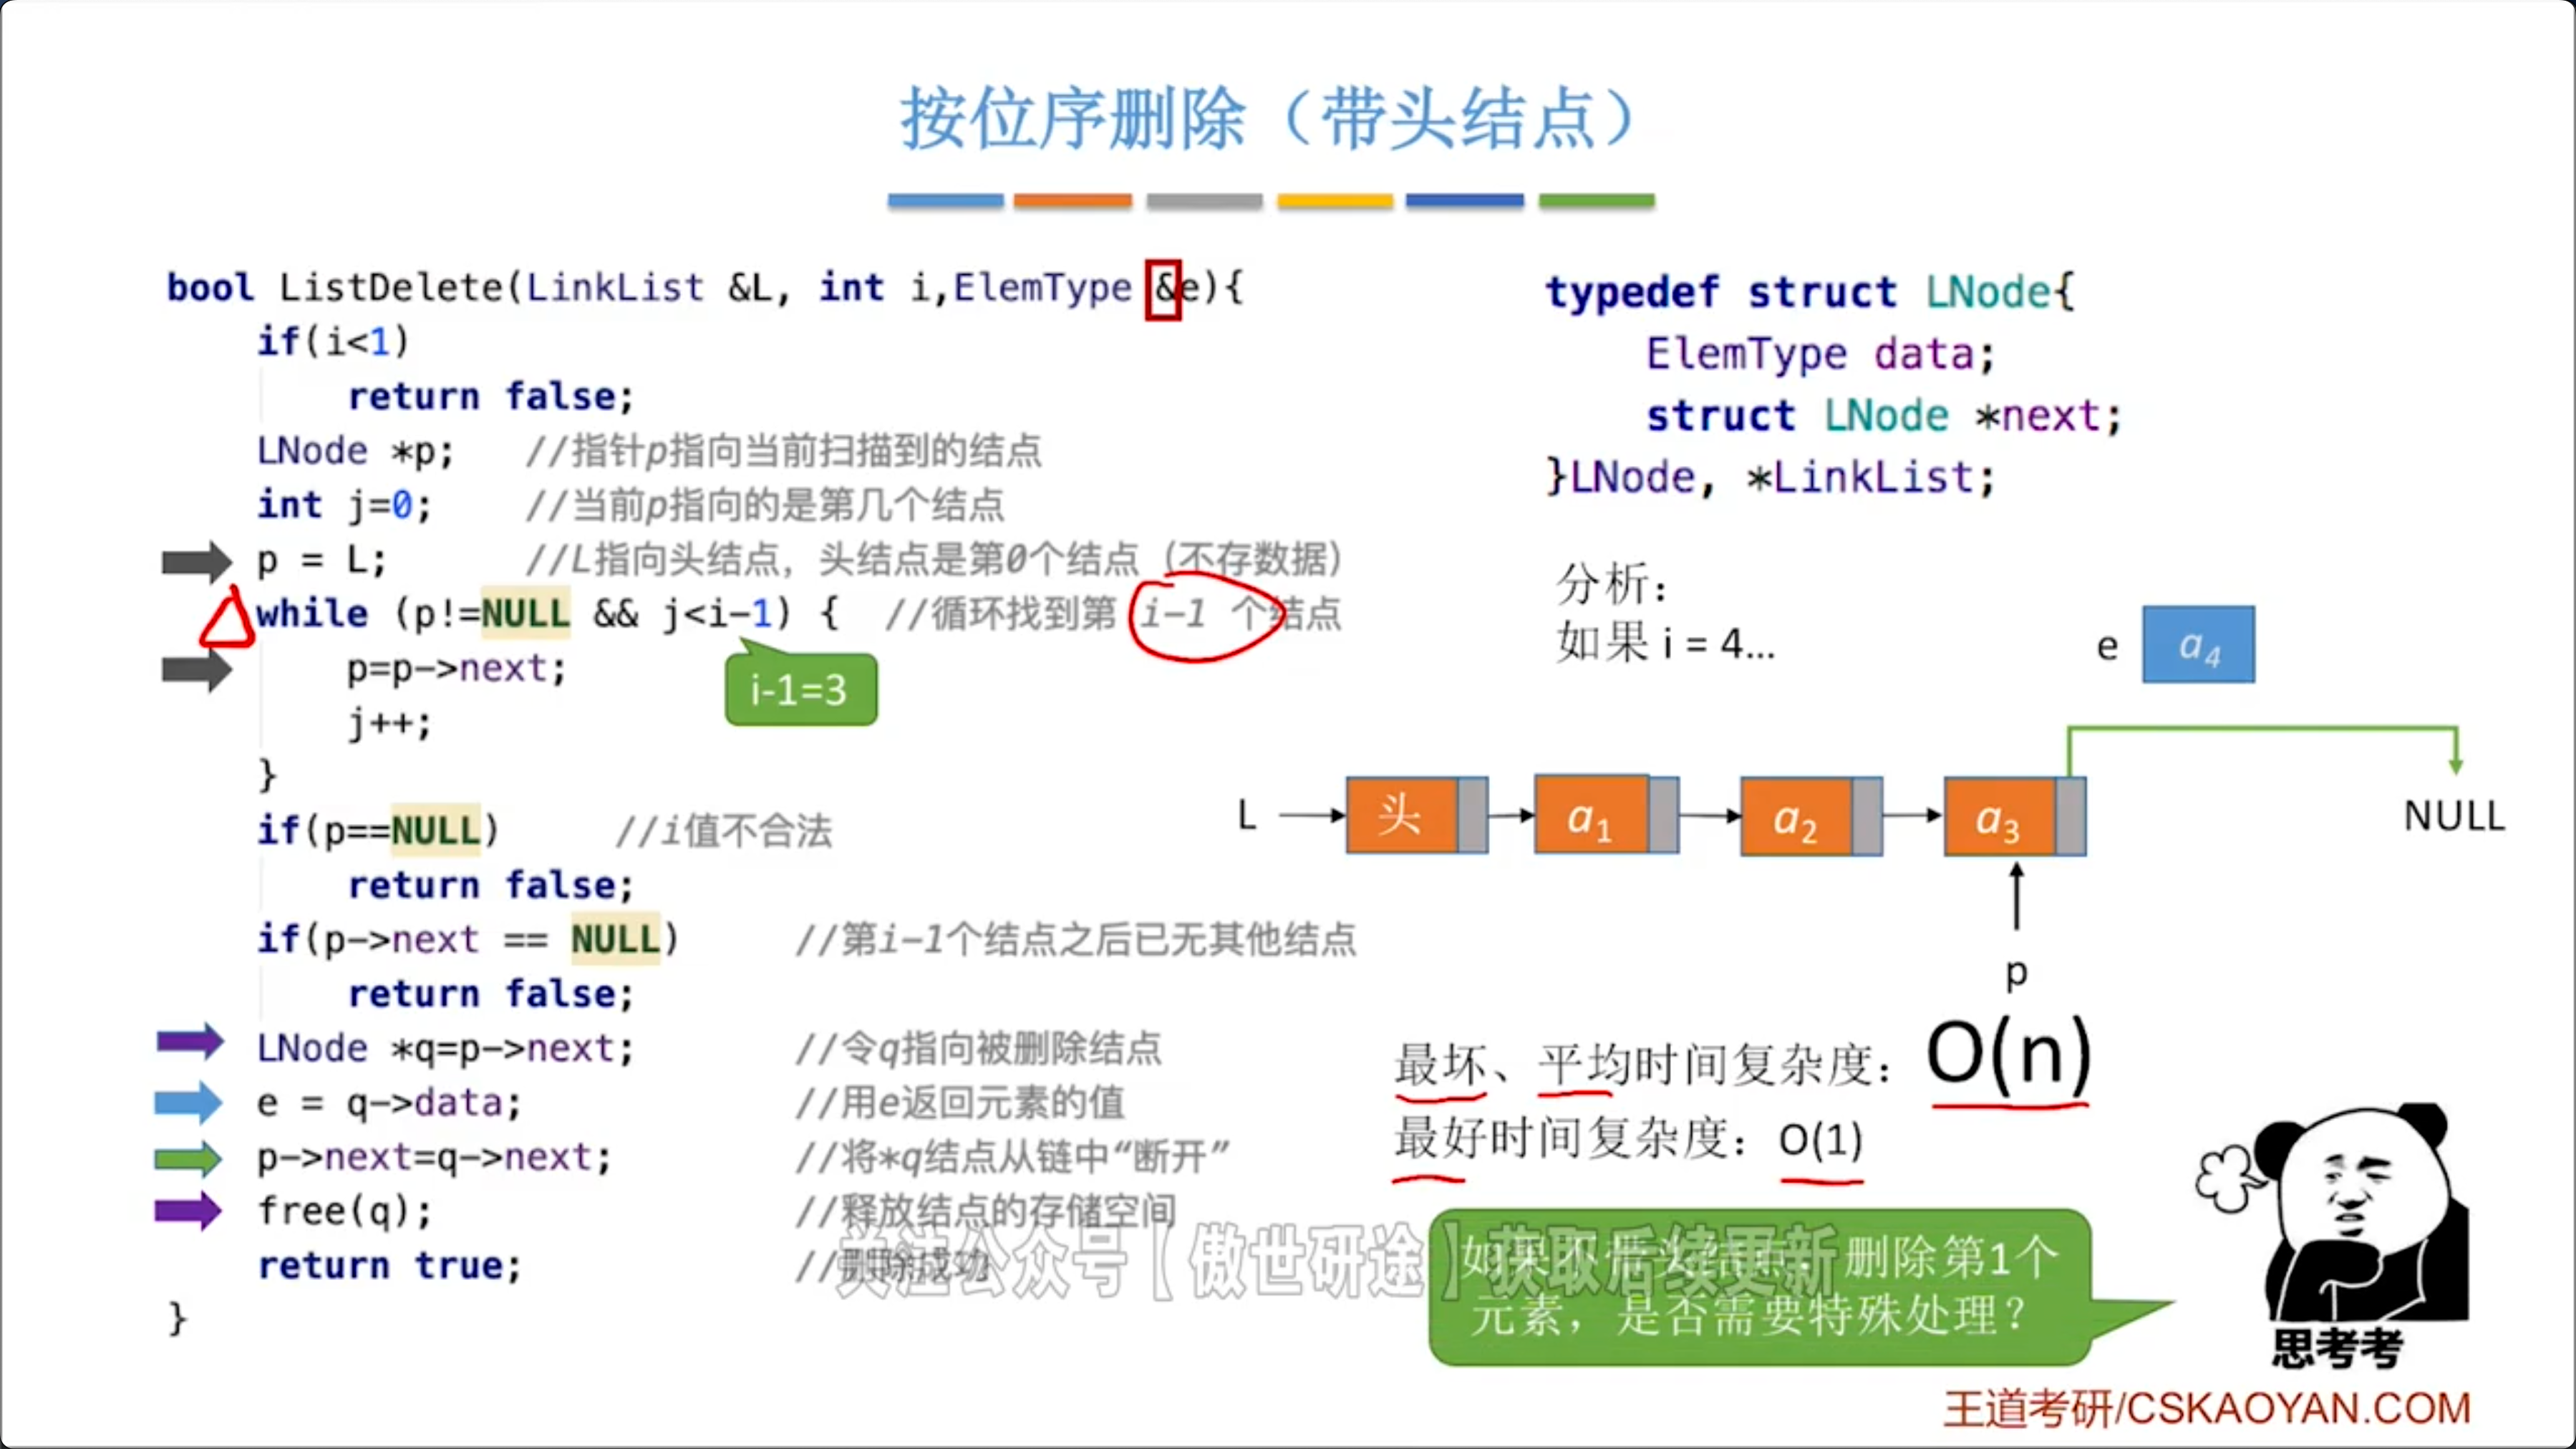 按位序删除（带头结点）
bool ListDelete(LinkList &L, int i,ElemType &e){
if(i<1)
return false;
LNode *p; //指针p指向当前扫描到的结点
int j=0; //当前p指向的是第几个结点
p = L; //L指向头结点，头结点是第0个结点（不存数据）
while (p!=NULL && j<i-1) { //循环找到第 i-1 个结点
p=p->next;
j++;
}
i-1=3
if(p==NULL) //i值不合法
return false;
if(p->next == NULL) //第i-1个结点之后已无其他结点
return false;
LNode *q=p->next; //令q指向被删除结点
e = q->data; //用e返回元素的值
p->next=q->next; //将*q结点从链中“断开”
free(q); //释放结点的存储空间
return true; //删除成功
}
typedef struct LNode{
ElemType data;
struct LNode *next;
}LNode, *LinkList;
分析：
如果 i = 4...
e a4
L 头 a1 a2 a3 NULL
p
最坏、平均时间复杂度：O(n)
最好时间复杂度：O(1)
关注公众号【傲世研途】获取后续更新
如果不带头结点，删除第1个
元素，是否需要特殊处理？
思考考
王道考研/CSKAOYAN.COM